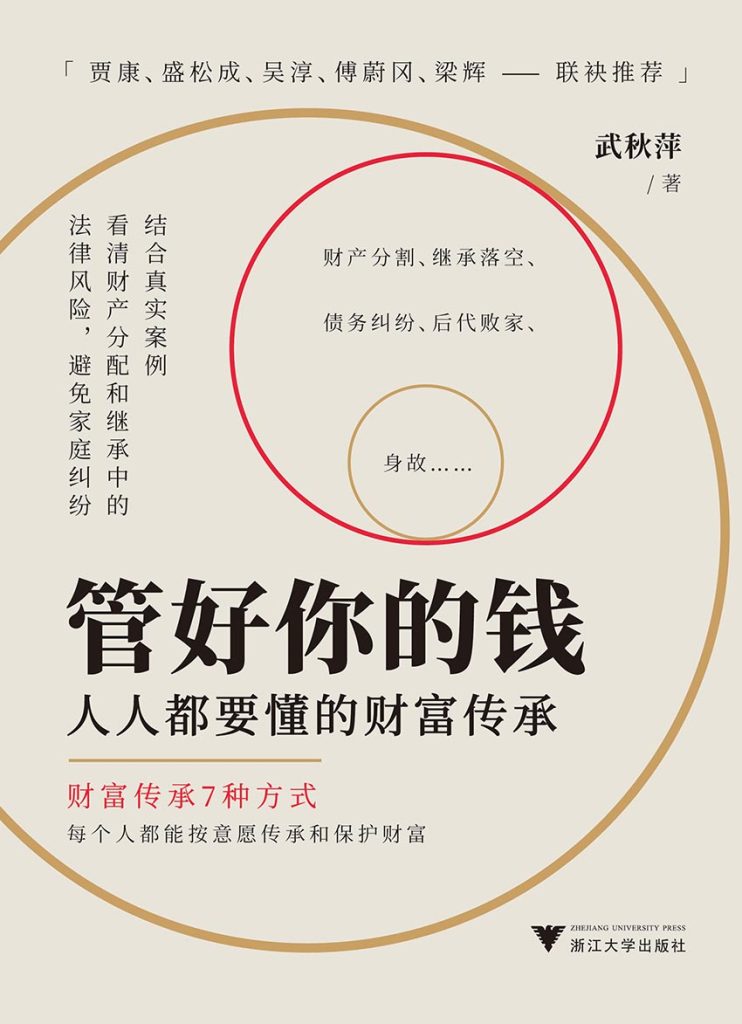 「 贾康、盛松成、吴淳、傅蔚冈、梁辉 —— 联袂推荐 」
武秋萍
/ 著
结合真实案例
看清财产分配和继承中的
法律风险，避免家庭纠纷
财产分割、继承落空、
债务纠纷、后代败家、
身故……
管好你的钱
人人都要懂的财富传承
财富传承7种方式
每个人都能按意愿传承和保护财富
ZHEJIANG UNIVERSITY PRESS
浙江大学出版社